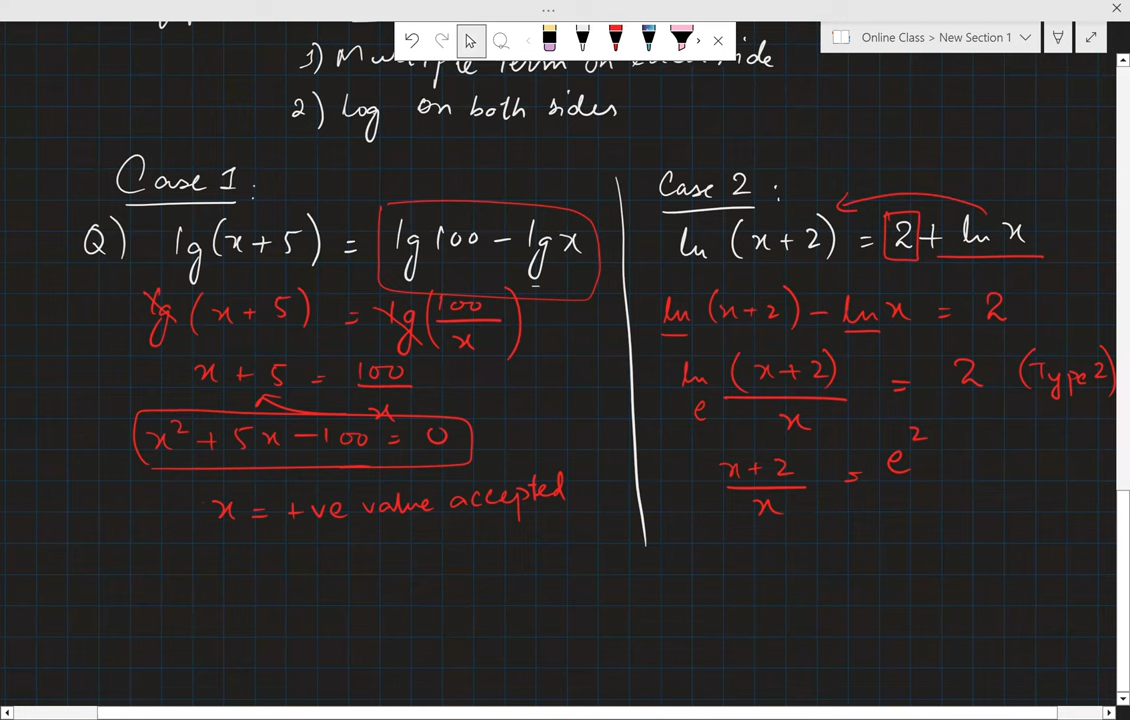 Online Class > New Section 1
1) Multiple Term on side
2) Log on both sides
Case 1:
Q) lg(x+5) = lg 100 - lg x
lg(x+5) = lg(100/x)
x + 5 = 100/x
x² + 5x - 100 = 0
x = +ve value accepted
Case 2:
ln (x+2) = 2 + ln x
ln (x+2) - ln x = 2
ln_e (x+2)/x = 2 (Type 2)
(x+2)/x = e²